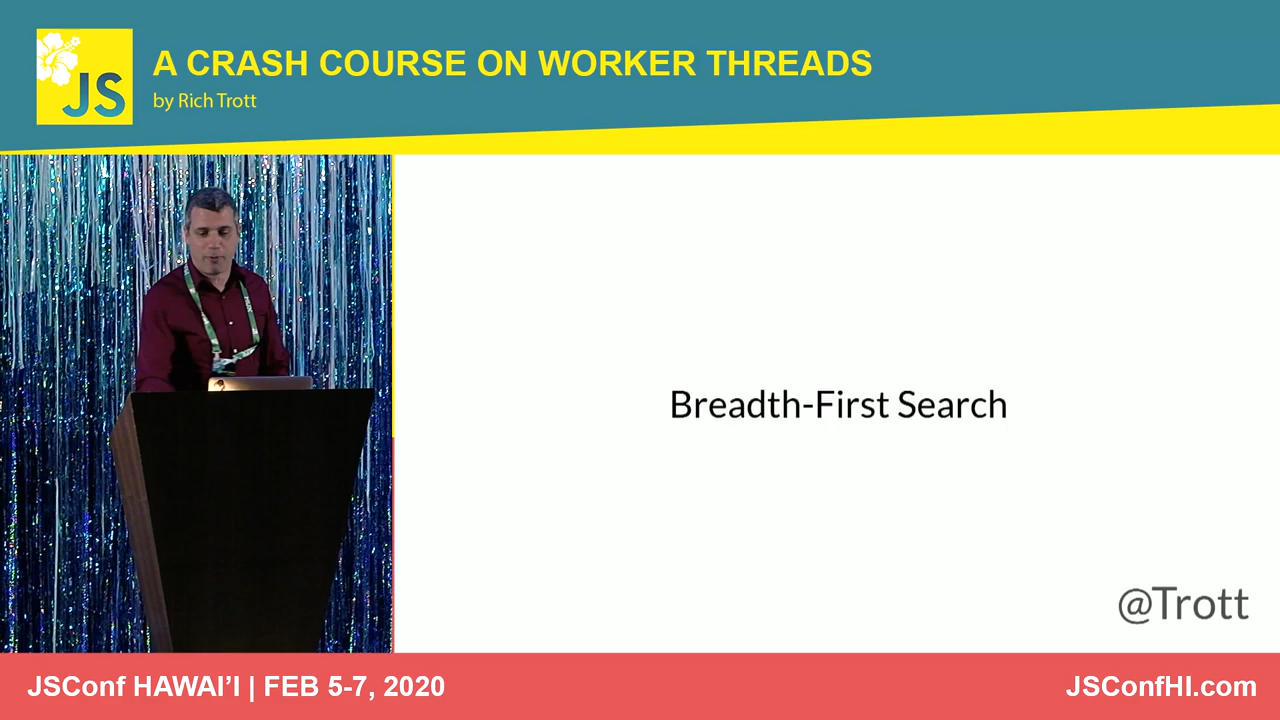 JS
A CRASH COURSE ON WORKER THREADS
by Rich Trott
Breadth-First Search
@Trott
JSConf HAWAI’I | FEB 5-7, 2020
JSConfHI.com